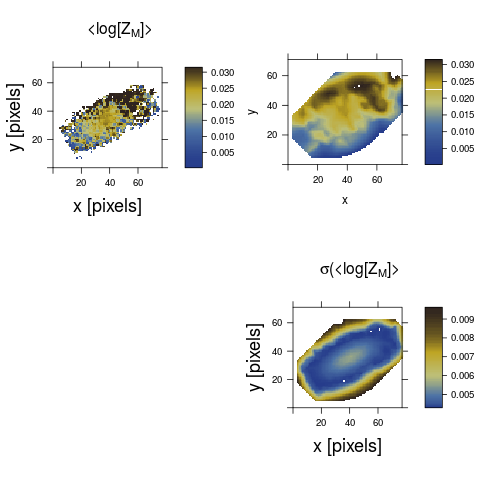 <log[Z_M]>
60
40
20
20 40 60
x [pixels]
y [pixels]
0.030
0.025
0.020
0.015
0.010
0.005
60
40
20
20 40 60
x
y
0.030
0.025
0.020
0.015
0.010
0.005
σ(<log[Z_M]>
60
40
20
20 40 60
x [pixels]
y [pixels]
0.009
0.008
0.007
0.006
0.005